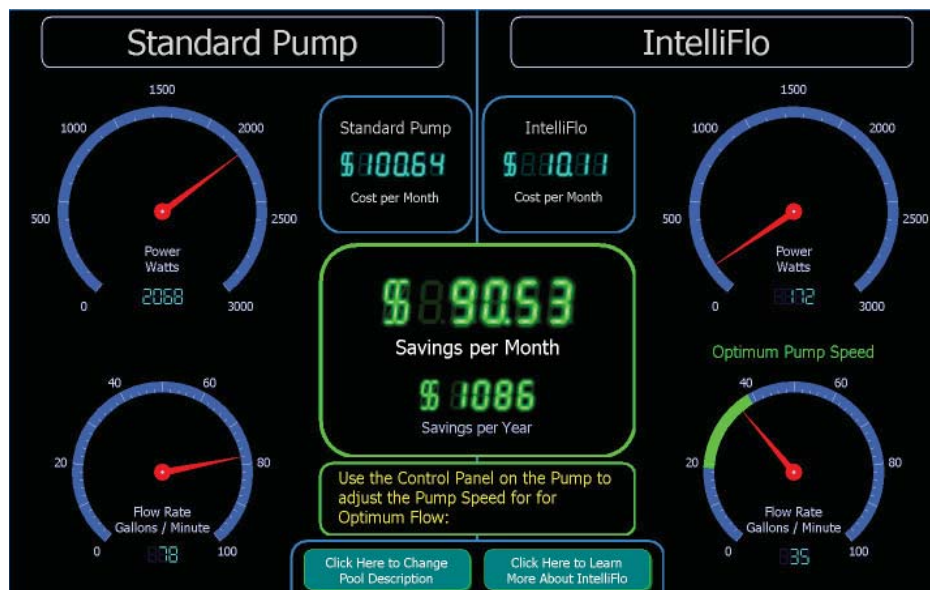 Standard Pump
IntelliFlo
1500
1000
2000
500
2500
0
3000
Power
Watts
2068
Standard Pump
$100.64
Cost per Month
IntelliFlo
$ 10.11
Cost per Month
1500
1000
2000
500
2500
0
3000
Power
Watts
172
$ 90.53
Savings per Month
$ 1086
Savings per Year
40
60
20
80
0
100
Flow Rate
Gallons / Minute
78
Use the Control Panel on the Pump to
adjust the Pump Speed for for
Optimum Flow:
Optimum Pump Speed
40
60
20
80
0
100
Flow Rate
Gallons / Minute
35
Click Here to Change
Pool Description
Click Here to Learn
More About IntelliFlo